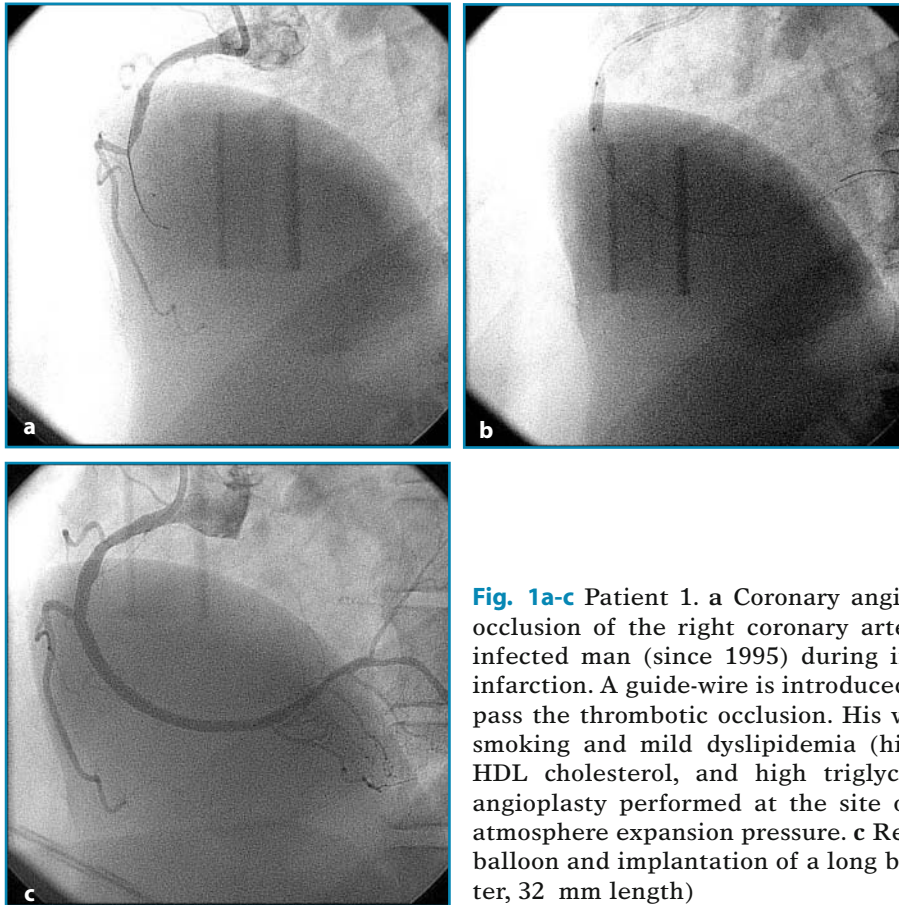 a
b
c
Fig. 1a-c Patient 1. a Coronary angi
occlusion of the right coronary arte
infected man (since 1995) during i
infarction. A guide-wire is introduced
pass the thrombotic occlusion. His v
smoking and mild dyslipidemia (hi
HDL cholesterol, and high triglyc
angioplasty performed at the site o
atmosphere expansion pressure. c Re
balloon and implantation of a long b
ter, 32 mm length)